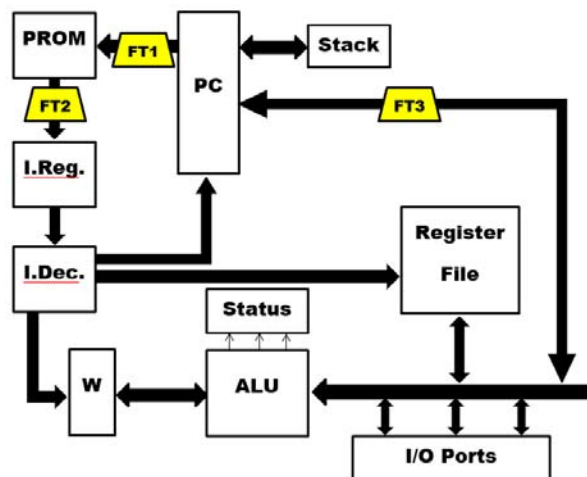 PROM
FT1
PC
Stack
FT2
FT3
I.Reg.
I.Dec.
Register
File
Status
W
ALU
I/O Ports